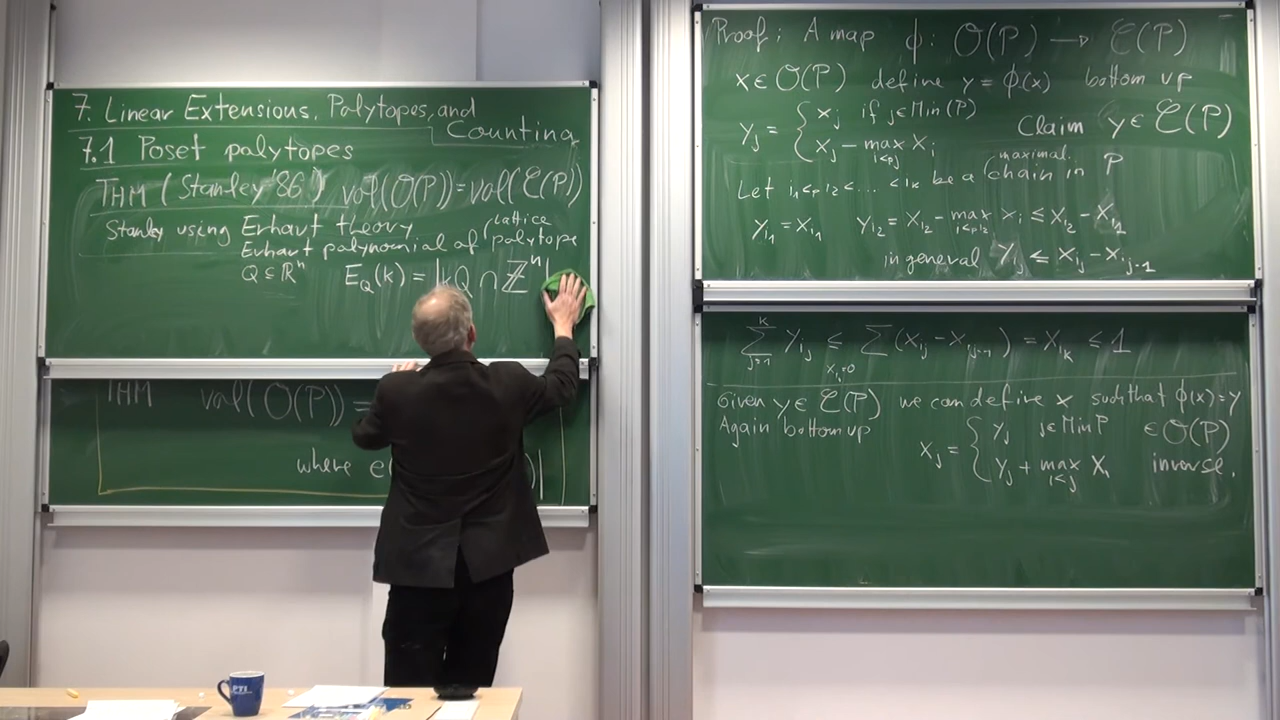 7. Linear Extensions, Polytopes, and
Counting
7.1 Poset polytopes
THM (Stanley '86) vol(O(P)) = vol(C(P))
Stanley using Erhart theory
Erhart polynomial of lattice polytope
Q ⊆ ℝⁿ E_Q(k) = |kQ ∩ ℤⁿ|
THM vol(O(P)) =
where e(
Proof: A map ϕ: O(P) → C(P)
x ∈ O(P) define y = ϕ(x) bottom up
y_j = { x_j if j ∈ Min(P)
x_j - max_{i <_P j} x_i Claim y ∈ C(P)
Let i_1 <_P i_2 < ... < i_k be a maximal chain in P
y_{i_1} = x_{i_1} y_{i_2} = x_{i_2} - max_{i <_P i_2} x_i ≤ x_{i_2} - x_{i_1}
in general y_{i_j} ≤ x_{i_j} - x_{i_{j-1}}
∑_{j=1}^{k} y_{i_j} ≤ ∑ (x_{i_j} - x_{i_{j-1}}) = x_{i_k} ≤ 1
x_{i_0}=0
Given y ∈ C(P) we can define x such that ϕ(x) = y
Again bottom up x_j = { y_j j ∈ Min P ∈ O(P)
y_j + max_{i<j} x_i inverse.
PTI